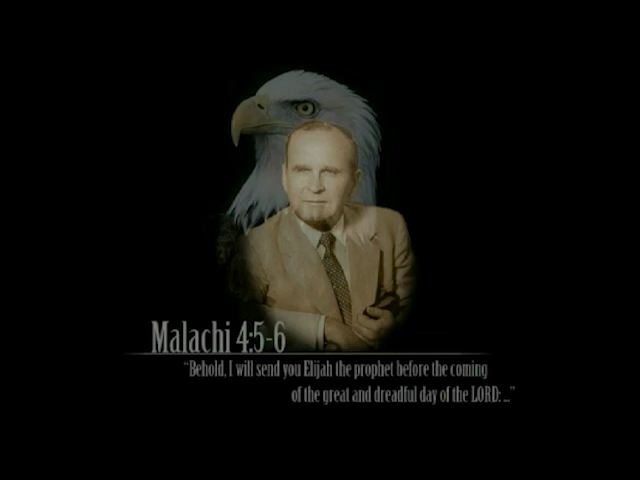 Malachi 4:5-6
“Behold, I will send you Elijah the prophet before the coming
of the great and dreadful day of the LORD: ...”